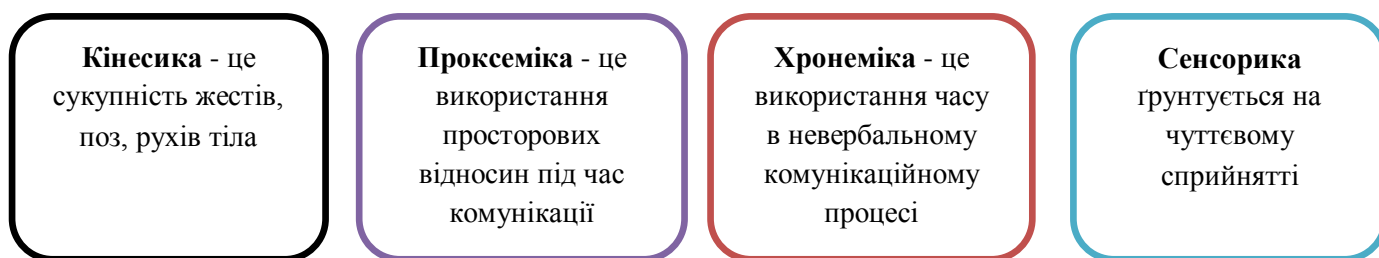 Кінесика - це
сукупність жестів,
поз, рухів тіла
Проксеміка - це
використання
просторових
відносин під час
комунікації
Хронеміка - це
використання часу
в невербальному
комунікаційному
процесі
Сенсорика
ґрунтується на
чуттєвому
сприйнятті